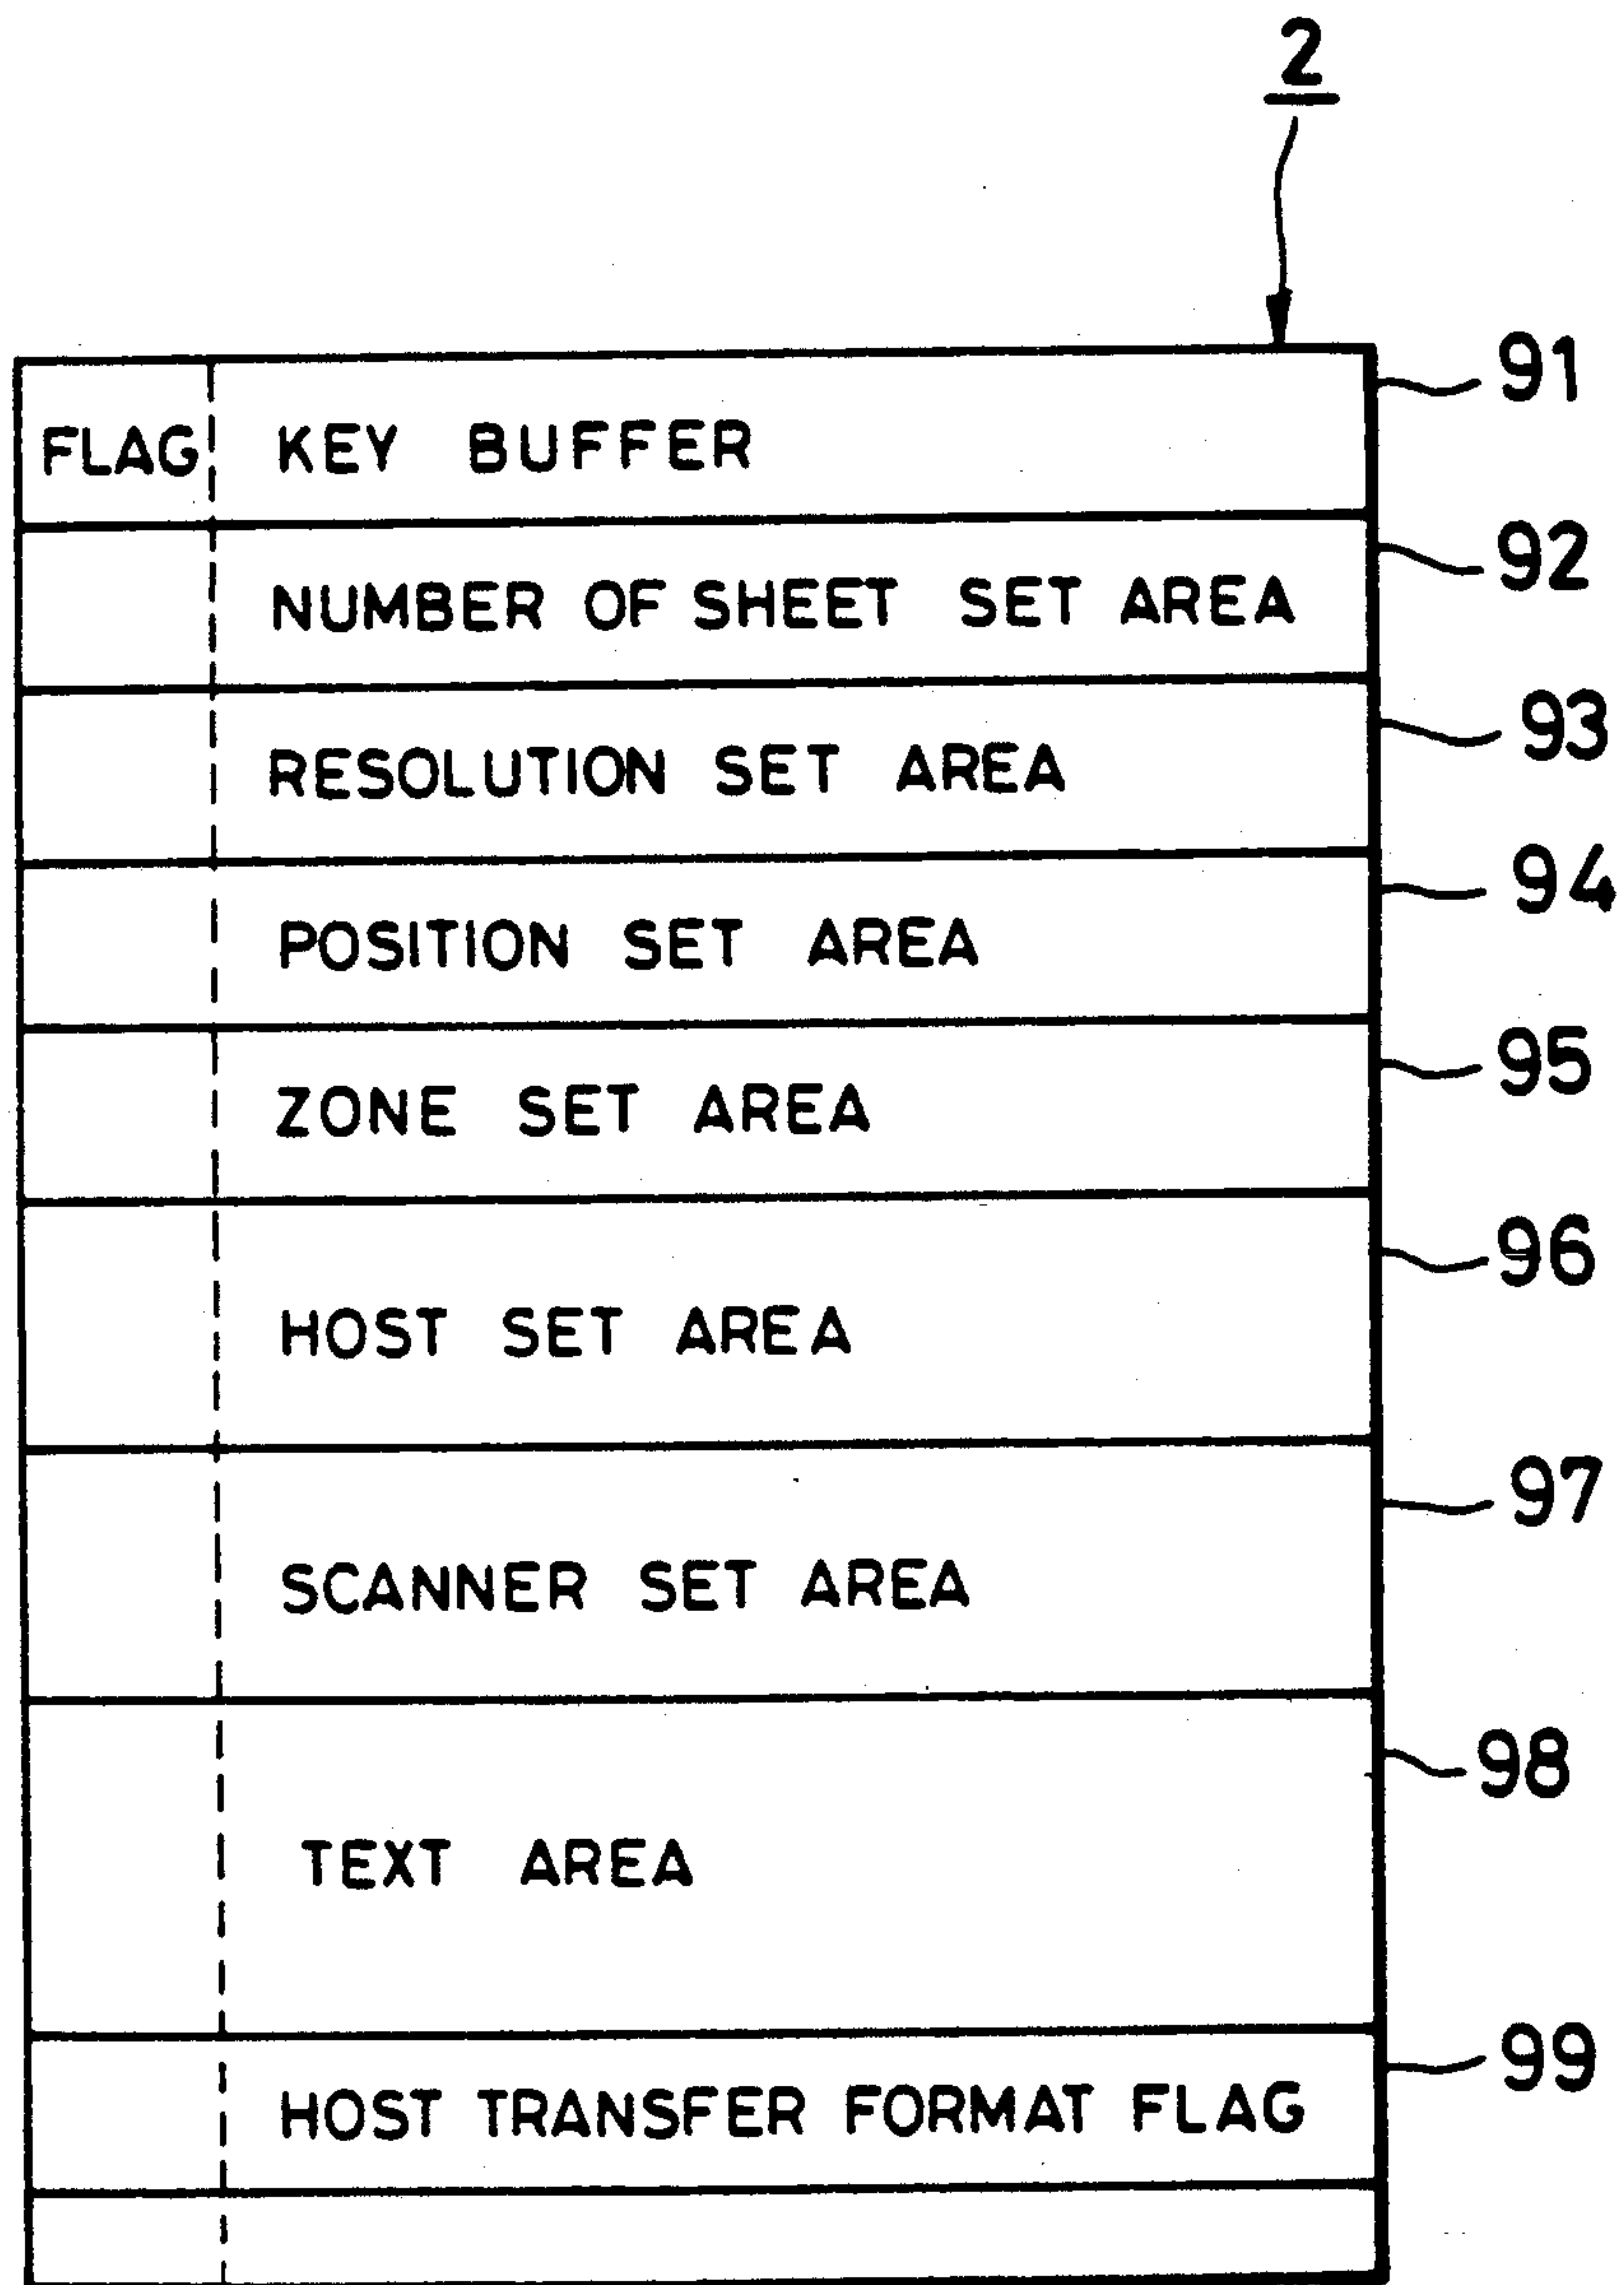 2
FLAG KEY BUFFER 91
NUMBER OF SHEET SET AREA 92
RESOLUTION SET AREA 93
POSITION SET AREA 94
ZONE SET AREA 95
HOST SET AREA 96
SCANNER SET AREA 97
TEXT AREA 98
HOST TRANSFER FORMAT FLAG 99